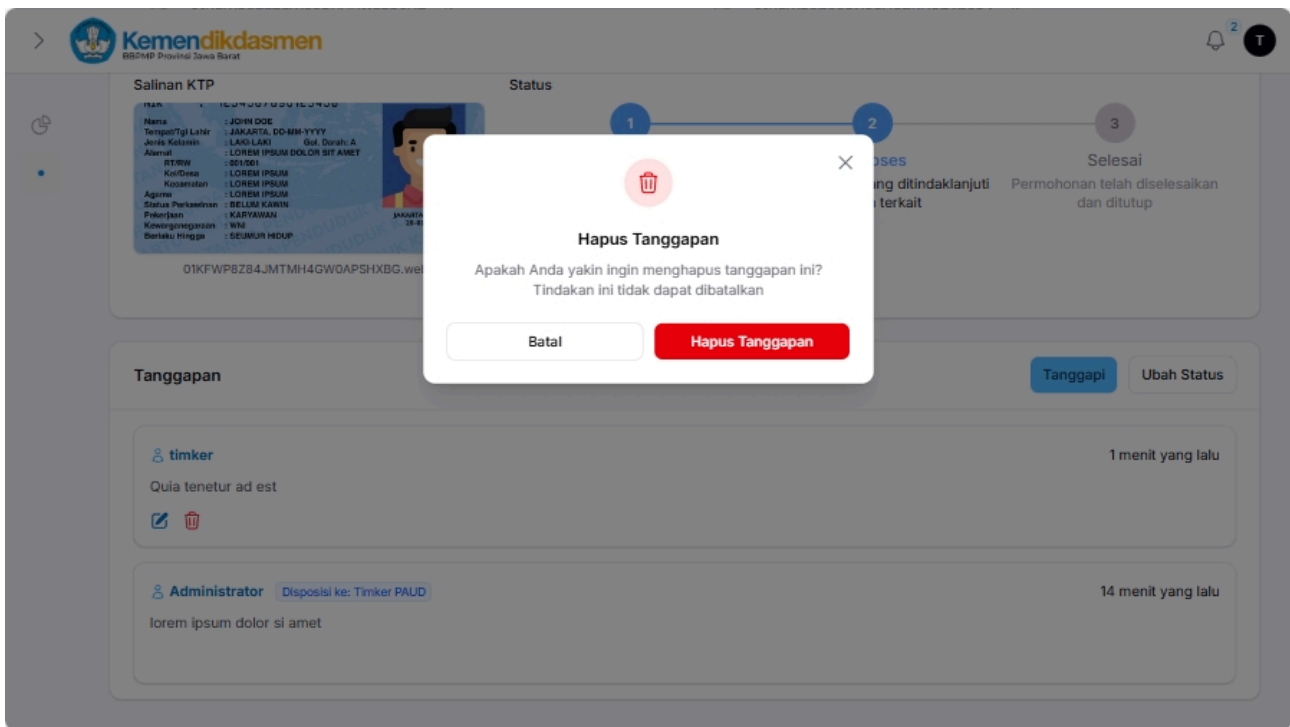 Kemendikdasmen
BBPMP Provinsi Jawa Barat
2
T
Salinan KTP
Status
Nama : JOHN DOE
Tempat/Tgl Lahir : JAKARTA, DD-MM-YYYY
Jenis Kelamin : LAKI-LAKI Gol. Darah: A
Alamat : LOREM IPSUM DOLOR SIT AMET
RT/RW : 001/001
Kel/Desa : LOREM IPSUM
Kecamatan : LOREM IPSUM
Agama : LOREM IPSUM
Status Perkawinan : BELUM KAWIN
Pekerjaan : KARYAWAN
Kewarganegaraan : WNI
Berlaku Hingga : SEUMUR HIDUP
01KFWP8Z84JMTMH4GW0APSHXBG.we
1
2
3
Selesai
ng ditindaklanjuti
terkait
Permohonan telah diselesaikan
dan ditutup
Hapus Tanggapan
Apakah Anda yakin ingin menghapus tanggapan ini?
Tindakan ini tidak dapat dibatalkan
Batal
Hapus Tanggapan
Tanggapan
Tanggapi
Ubah Status
timker
1 menit yang lalu
Quia tenetur ad est
Administrator
Disposisi ke: Timker PAUD
14 menit yang lalu
lorem ipsum dolor si amet